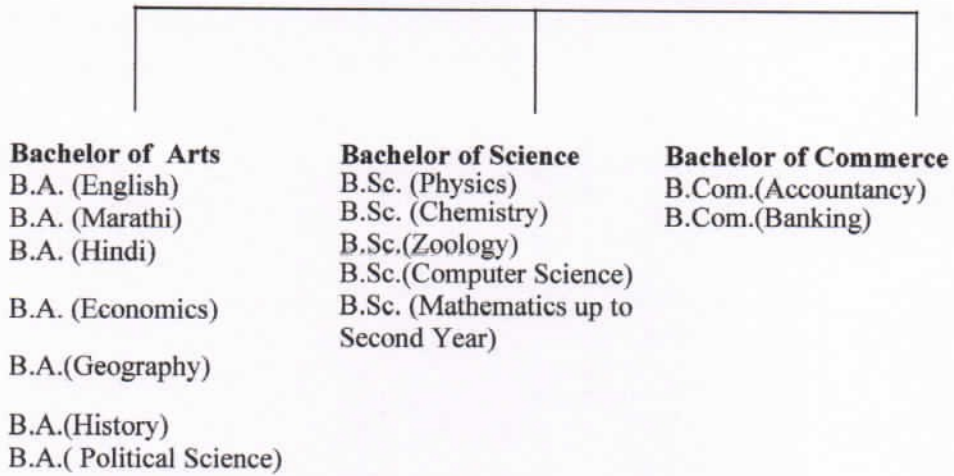 Bachelor of Arts
B.A. (English)
B.A. (Marathi)
B.A. (Hindi)
B.A. (Economics)
B.A.(Geography)
B.A.(History)
B.A.( Political Science)
Bachelor of Science
B.Sc. (Physics)
B.Sc. (Chemistry)
B.Sc.(Zoology)
B.Sc.(Computer Science)
B.Sc. (Mathematics up to
Second Year)
Bachelor of Commerce
B.Com.(Accountancy)
B.Com.(Banking)